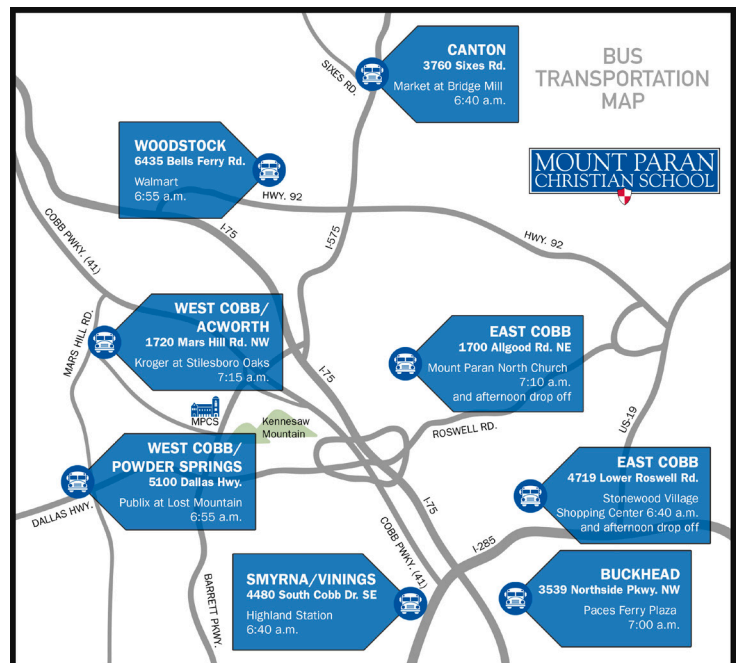 CANTON
3760 Sixes Rd.
Market at Bridge Mill
6:40 a.m.
BUS
TRANSPORTATION
MAP
SIXES RD.
WOODSTOCK
6435 Bells Ferry Rd.
Walmart
6:55 a.m.
MOUNT PARAN
CHRISTIAN SCHOOL
HWY. 92
COBB PWKY. (41)
I-75
I-575
HWY. 92
WEST COBB/
ACWORTH
1720 Mars Hill Rd. NW
Kroger at Stilesboro Oaks
7:15 a.m.
MARS HILL RD.
EAST COBB
1700 Allgood Rd. NE
Mount Paran North Church
7:10 a.m.
and afternoon drop off
I-75
MPCS
Kennesaw
Mountain
ROSWELL RD.
US-19
WEST COBB/
POWDER SPRINGS
5100 Dallas Hwy.
Publix at Lost Mountain
6:55 a.m.
DALLAS HWY.
EAST COBB
4719 Lower Roswell Rd.
Stonewood Village
Shopping Center 6:40 a.m.
and afternoon drop off
I-75
I-285
COBB PWKY. (41)
BARRETT PKWY.
SMYRNA/VININGS
4480 South Cobb Dr. SE
Highland Station
6:40 a.m.
BUCKHEAD
3539 Northside Pkwy. NW
Paces Ferry Plaza
7:00 a.m.